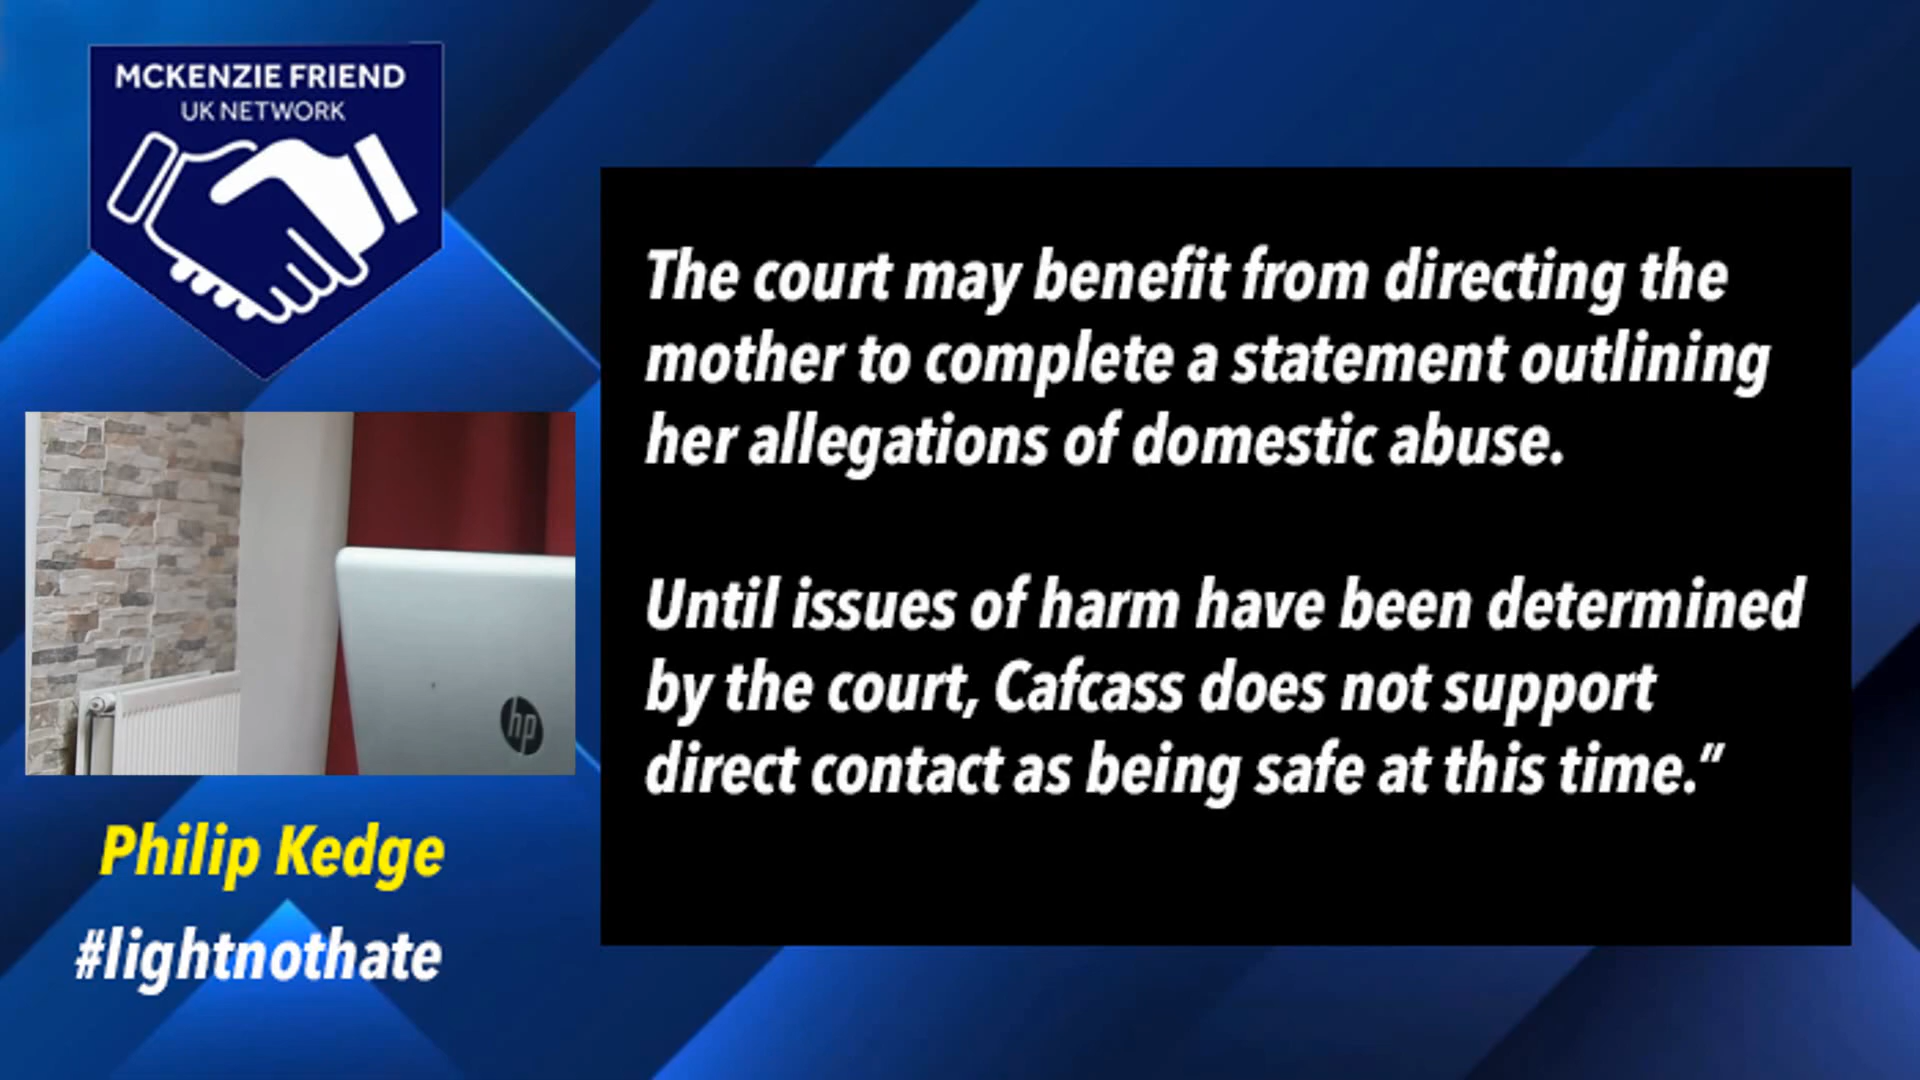 MCKENZIE FRIEND
UK NETWORK
The court may benefit from directing the
mother to complete a statement outlining
her allegations of domestic abuse.
Until issues of harm have been determined
by the court, Cafcass does not support
direct contact as being safe at this time.”
hp
Philip Kedge
#lightnothate